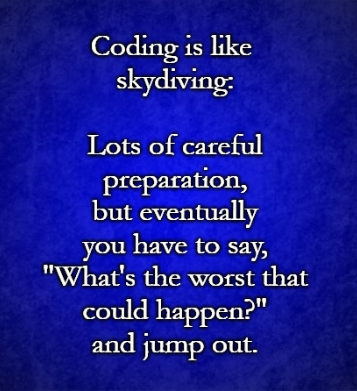 Coding is like
skydiving:
Lots of careful
preparation,
but eventually
you have to say,
"What's the worst that
could happen?"
and jump out.